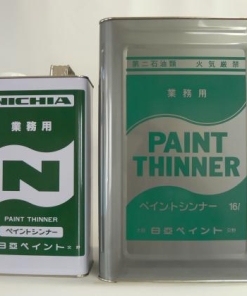 NICHIA
業務用
N
PAINT THINNER
ペイントシンナー
日亞ペイント
第二石油類 火気厳禁
業務用
PAINT
THINNER
ペイントシンナー 16ℓ
日亞ペイント